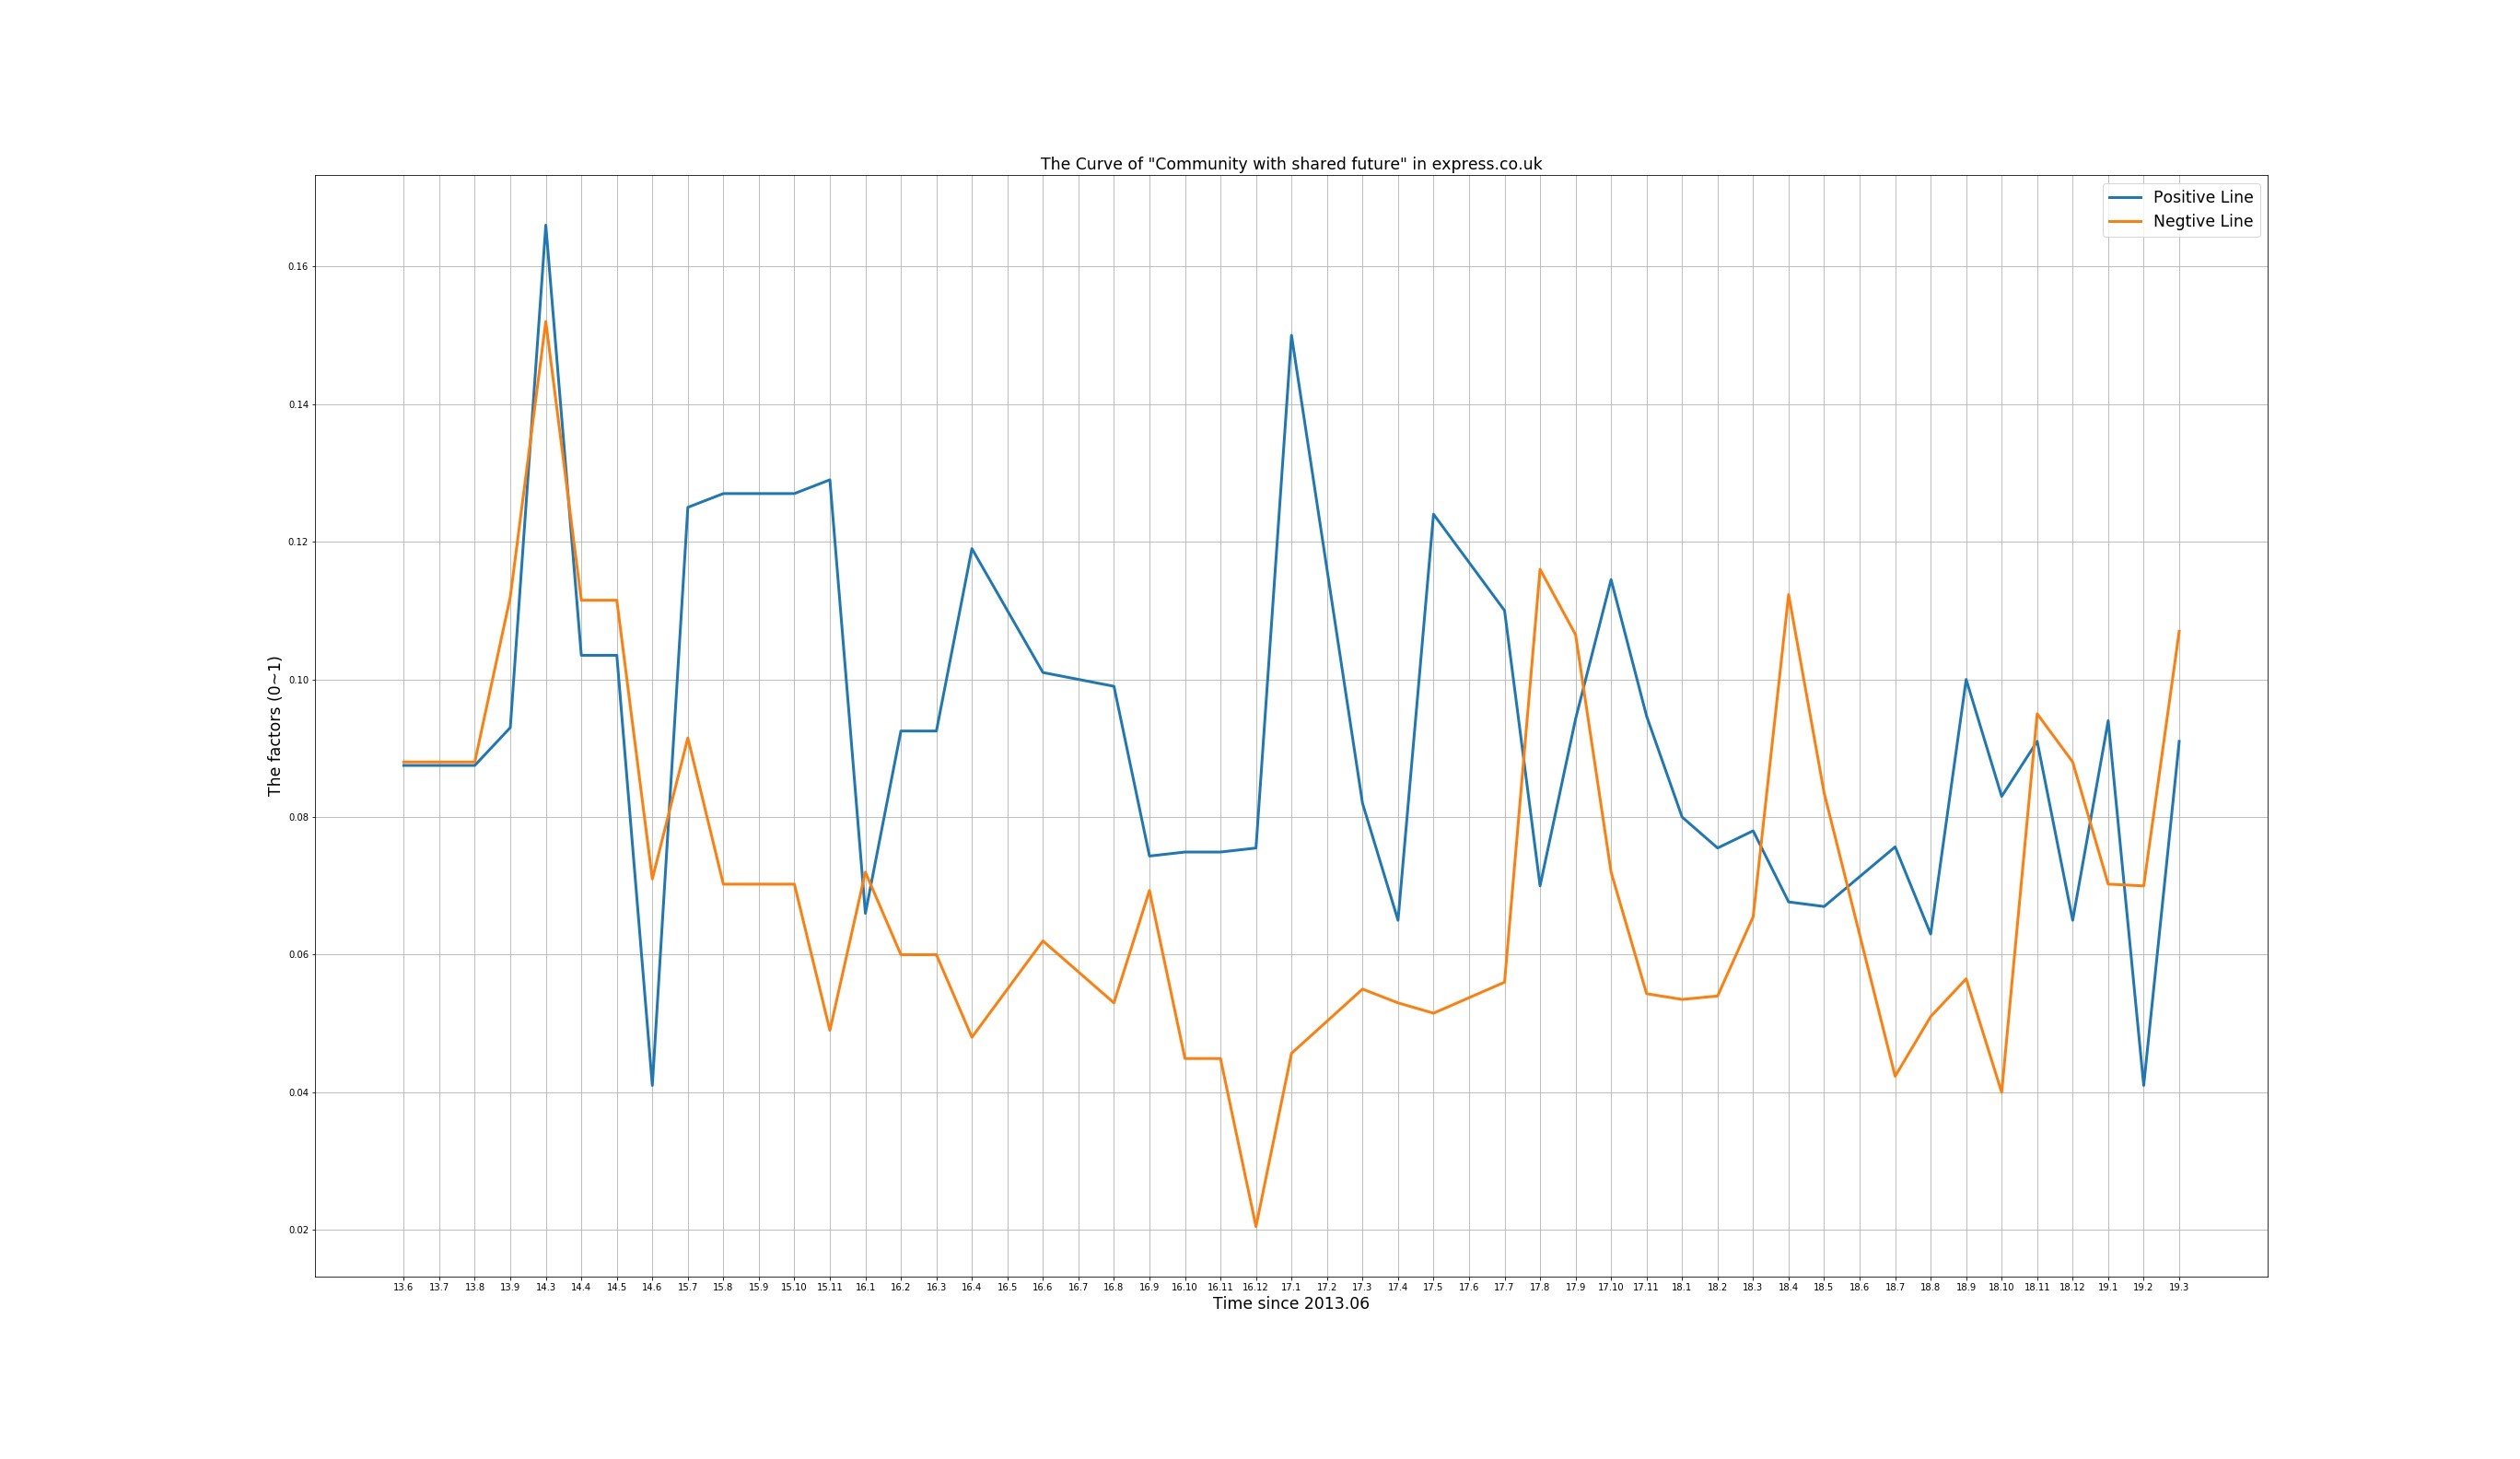 The Curve of "Community with shared future" in express.co.uk
Positive Line
Negtive Line
0.16
0.14
0.12
0.10
0.08
0.06
0.04
0.02
The factors (0~1)
13.6 13.7 13.8 13.9 14.3 14.4 14.5 14.6 15.7 15.8 15.9 15.10 15.11 16.1 16.2 16.3 16.4 16.5 16.6 16.7 16.8 16.9 16.10 16.11 16.12 17.1 17.2 17.3 17.4 17.5 17.6 17.7 17.8 17.9 17.10 17.11 18.1 18.2 18.3 18.4 18.5 18.6 18.7 18.8 18.9 18.10 18.11 18.12 19.1 19.2 19.3
Time since 2013.06